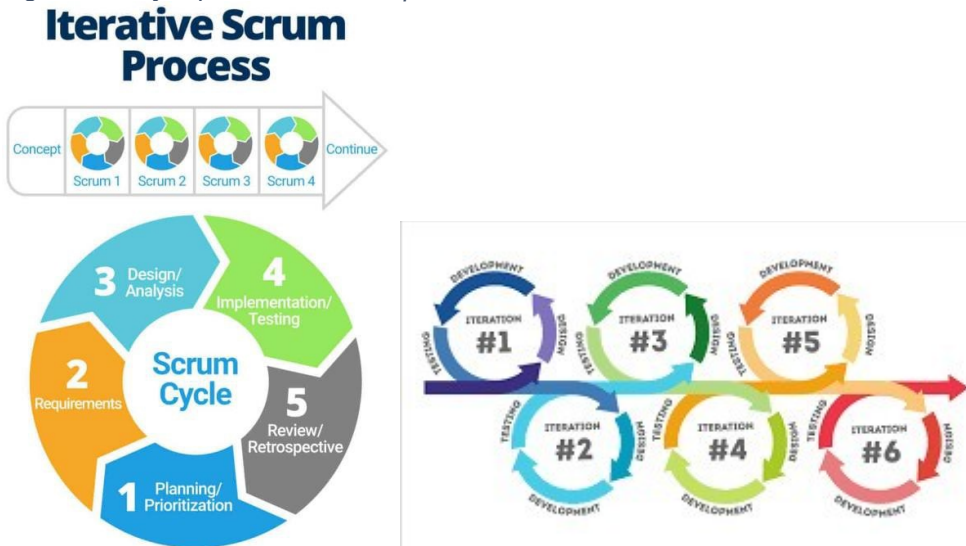 Iterative Scrum
Process
Concept
Scrum 1
Scrum 2
Scrum 3
Scrum 4
Continue
3 Design/
Analysis
4
Implementation/
Testing
2
Requirements
Scrum
Cycle
5
Review/
Retrospective
1 Planning/
Prioritization
DEVELOPMENT
TESTING
ITERATION
#1
DESIGN
DEVELOPMENT
TESTING
ITERATION
#3
DESIGN
DEVELOPMENT
TESTING
ITERATION
#5
DESIGN
TESTING
ITERATION
#2
DESIGN
DEVELOPMENT
TESTING
ITERATION
#4
DESIGN
DEVELOPMENT
TESTING
ITERATION
#6
DESIGN
DEVELOPMENT